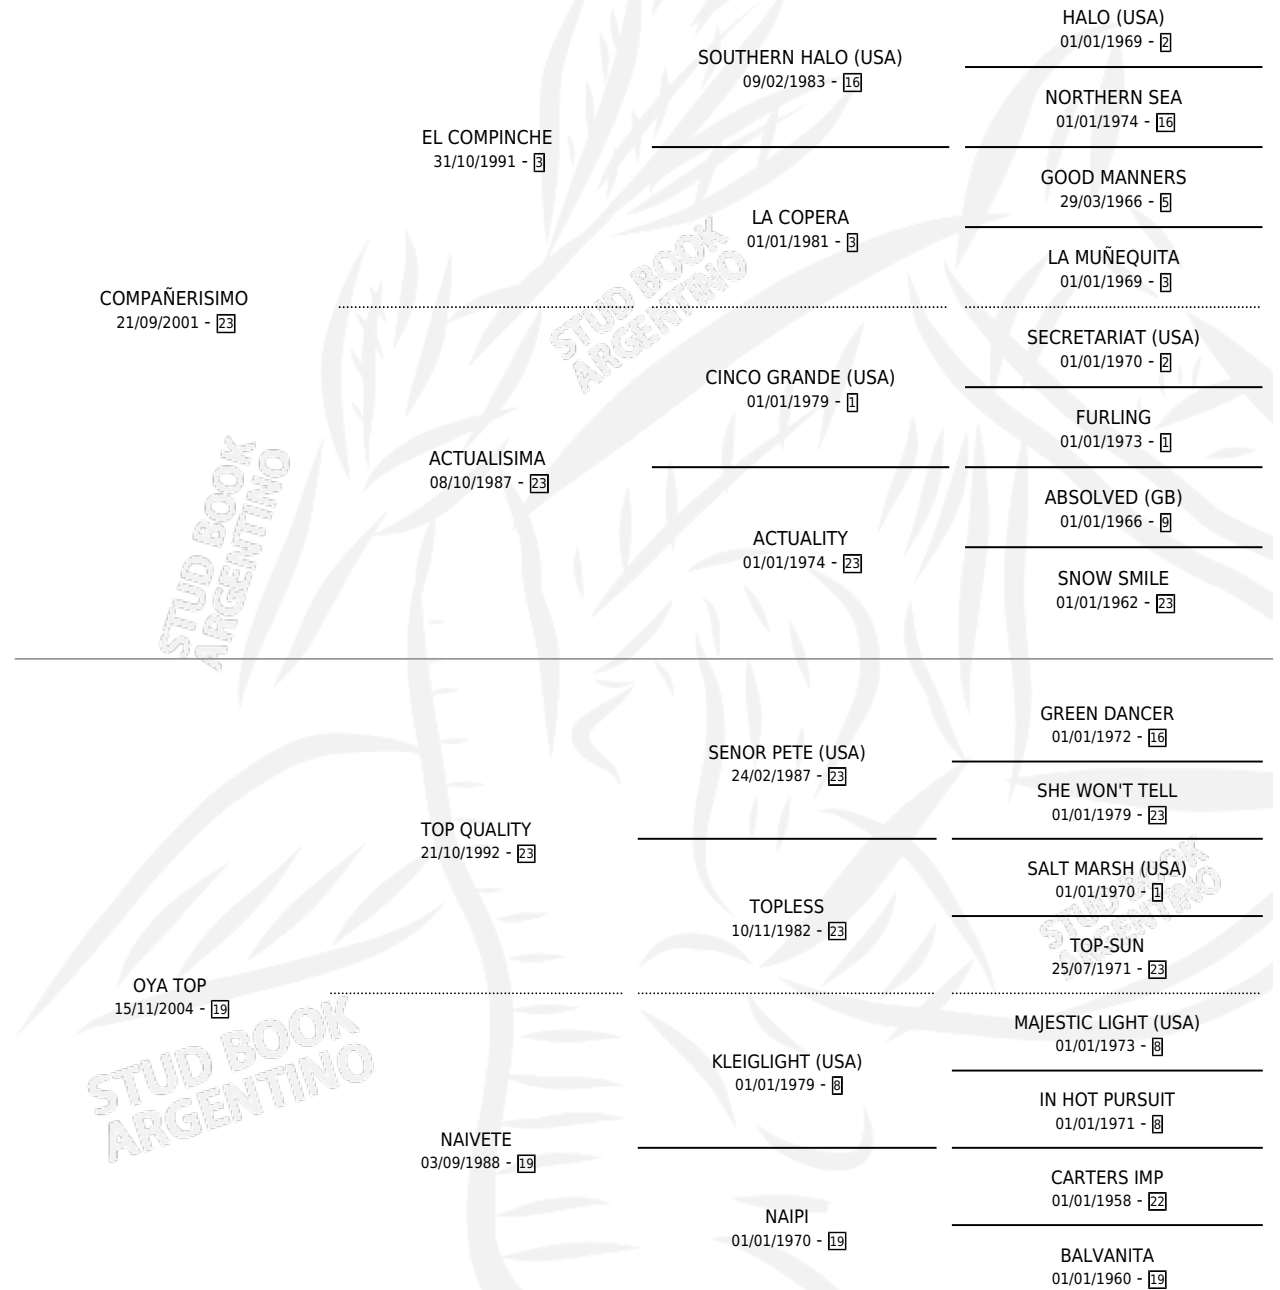 HALO (USA)
01/01/1969 - 2
SOUTHERN HALO (USA)
09/02/1983 - 16
NORTHERN SEA
01/01/1974 - 16
EL COMPINCHE
31/10/1991 - 3
GOOD MANNERS
29/03/1966 - 5
LA COPERA
01/01/1981 - 3
LA MUÑEQUITA
01/01/1969 - 3
COMPAÑERISIMO
21/09/2001 - 23
SECRETARIAT (USA)
01/01/1970 - 2
CINCO GRANDE (USA)
01/01/1979 - 1
FURLING
01/01/1973 - 1
ACTUALISIMA
08/10/1987 - 23
ABSOLVED (GB)
01/01/1966 - 9
ACTUALITY
01/01/1974 - 23
SNOW SMILE
01/01/1962 - 23
STUD BOOK
ARGENTINO
STUD BOOK
ARGENTINO
GREEN DANCER
01/01/1972 - 16
SENOR PETE (USA)
24/02/1987 - 23
SHE WON'T TELL
01/01/1979 - 23
TOP QUALITY
21/10/1992 - 23
SALT MARSH (USA)
01/01/1970 - 1
TOPLESS
10/11/1982 - 23
TOP-SUN
25/07/1971 - 23
STUD BOOK
ARGENTINO
OYA TOP
15/11/2004 - 19
MAJESTIC LIGHT (USA)
01/01/1973 - 8
KLEIGLIGHT (USA)
01/01/1979 - 8
IN HOT PURSUIT
01/01/1971 - 8
NAIVETE
03/09/1988 - 19
CARTERS IMP
01/01/1958 - 22
NAIPI
01/01/1970 - 19
BALVANITA
01/01/1960 - 19
STUD BOOK
ARGENTINO